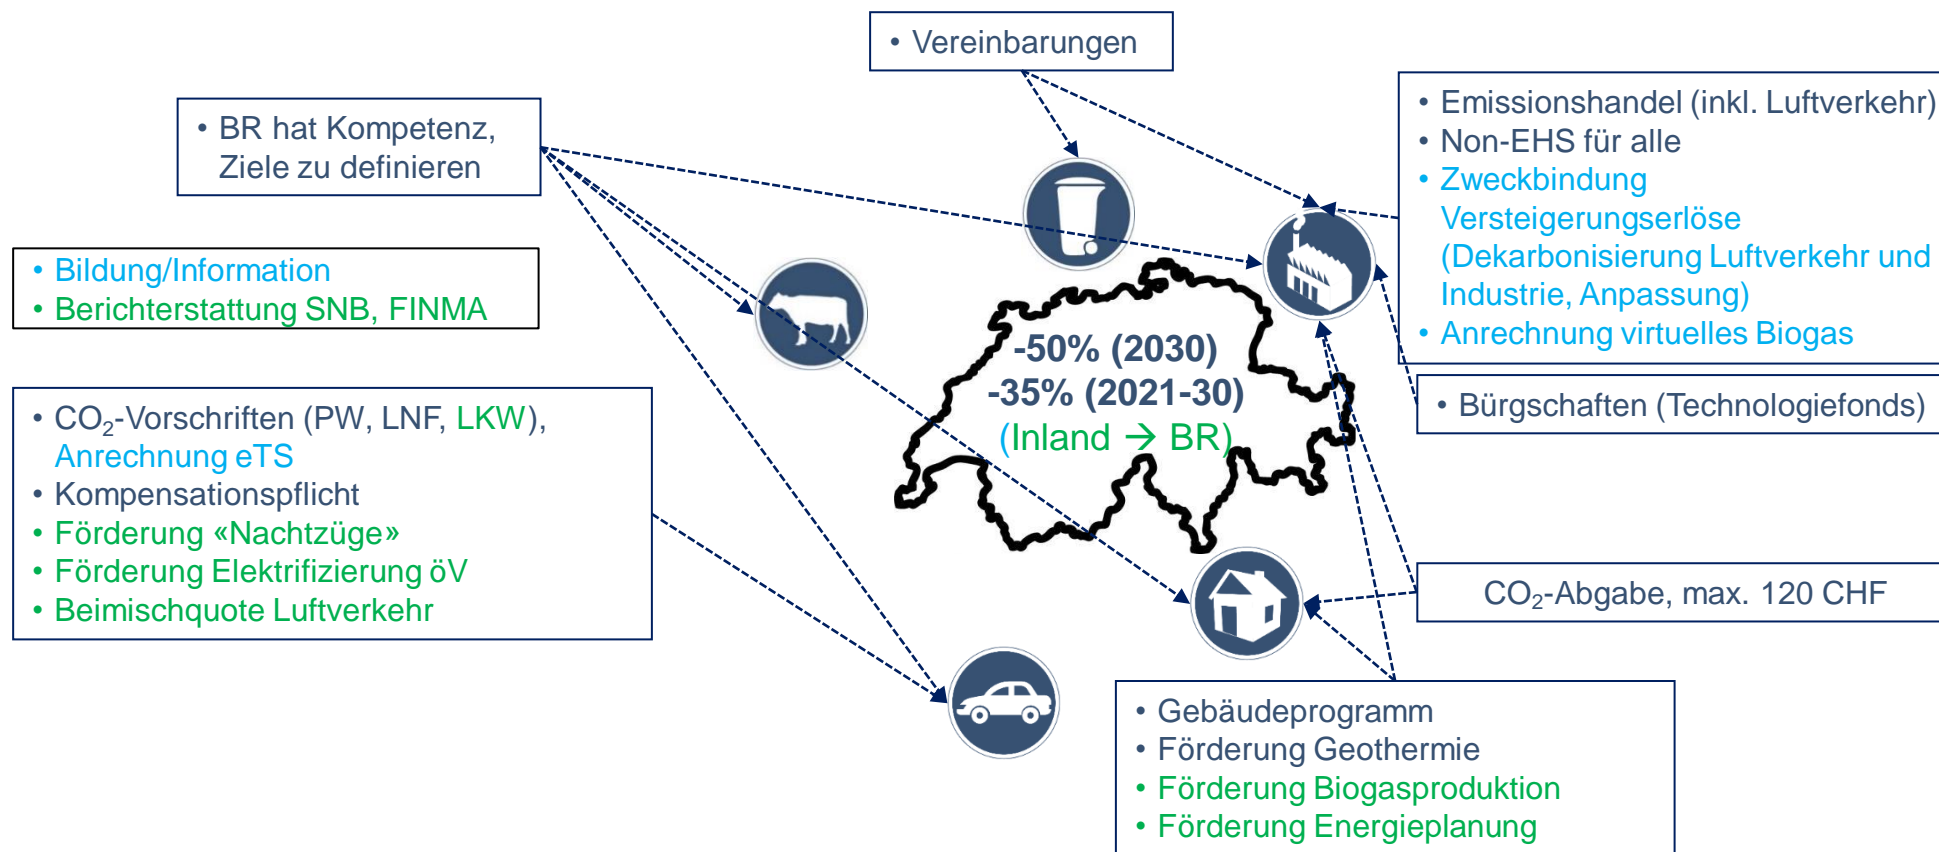 • Vereinbarungen
• BR hat Kompetenz,
Ziele zu definieren
• Emissionshandel (inkl. Luftverkehr)
• Non-EHS für alle
• Zweckbindung
Versteigerungserlöse
(Dekarbonisierung Luftverkehr und
Industrie, Anpassung)
• Anrechnung virtuelles Biogas
• Bildung/Information
• Berichterstattung SNB, FINMA
-50% (2030)
-35% (2021-30)
(Inland → BR)
• CO₂-Vorschriften (PW, LNF, LKW),
Anrechnung eTS
• Kompensationspflicht
• Förderung «Nachtzüge»
• Förderung Elektrifizierung öV
• Beimischquote Luftverkehr
• Bürgschaften (Technologiefonds)
CO₂-Abgabe, max. 120 CHF
• Gebäudeprogramm
• Förderung Geothermie
• Förderung Biogasproduktion
• Förderung Energieplanung